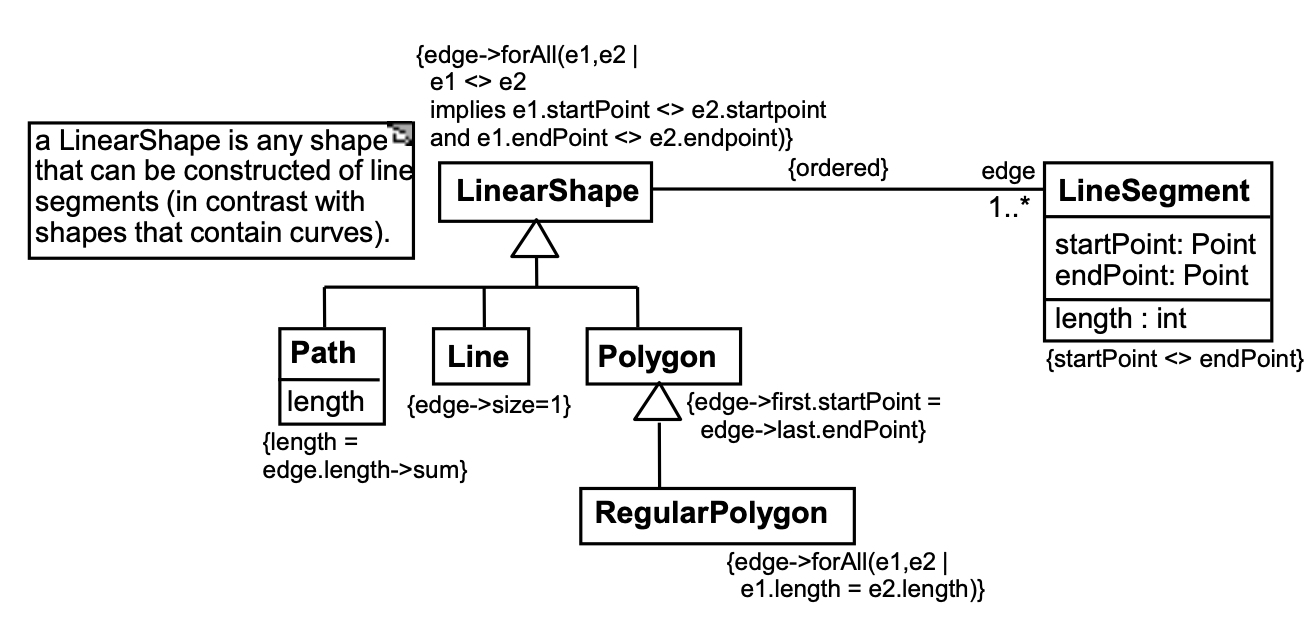 {edge->forAll(e1,e2 |
e1 <> e2
implies e1.startPoint <> e2.startpoint
and e1.endPoint <> e2.endpoint)}
a LinearShape is any shape
that can be constructed of line
segments (in contrast with
shapes that contain curves).
LinearShape
{ordered}
edge
1..*
LineSegment
startPoint: Point
endPoint: Point
length : int
{startPoint <> endPoint}
Path
length
{length =
edge.length->sum}
Line
{edge->size=1}
Polygon
{edge->first.startPoint =
edge->last.endPoint}
RegularPolygon
{edge->forAll(e1,e2 |
e1.length = e2.length)}